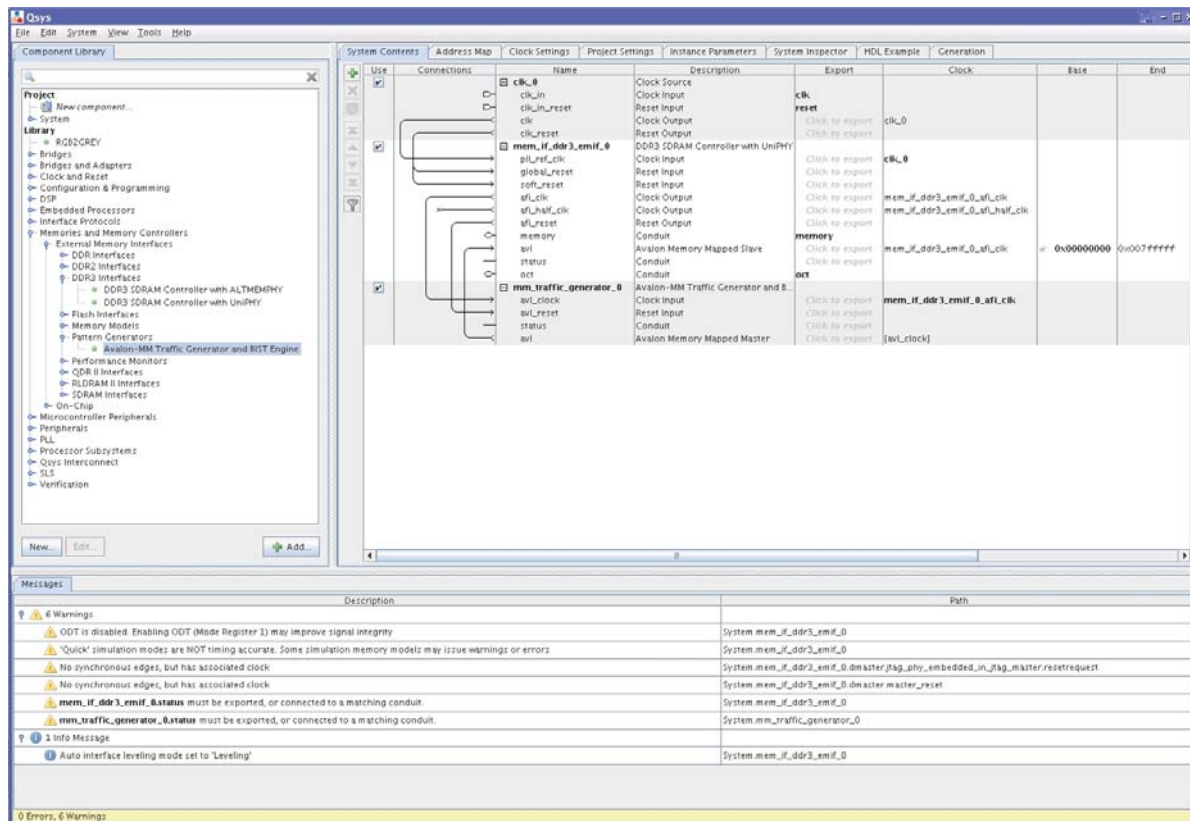 Qsys
File Edit System View Tools Help
Component Library
Project
New component...
System
Library
RGB2GREY
Bridges
Bridges and Adapters
Clock and Reset
Configuration & Programming
DSP
Embedded Processors
Interface Protocols
Memories and Memory Controllers
External Memory Interfaces
DDR Interfaces
DDR2 Interfaces
DDR3 Interfaces
DDR3 SDRAM Controller with ALTMEMPHY
DDR3 SDRAM Controller with UniPHY
Flash Interfaces
Memory Models
Pattern Generators
Avalon-MM Traffic Generator and BIST Engine
Performance Monitors
QDR II Interfaces
RLDRAM II Interfaces
SDRAM Interfaces
On-Chip
Microcontroller Peripherals
Peripherals
PLL
Processor Subsystems
Qsys Interconnect
SLS
Verification
New... Edit... Add...
System Contents Address Map Clock Settings Project Settings Instance Parameters System Inspector HDL Example Generation
Use Connections Name Description Export Clock Base End
clk_0 Clock Source
clk_in Clock Input clk
clk_in_reset Reset Input reset
clk Clock Output Click to export clk_0
clk_reset Reset Output Click to export
mem_if_ddr3_emif_0 DDR3 SDRAM Controller with UniPHY
pll_ref_clk Clock Input Click to export clk_0
global_reset Reset Input Click to export
soft_reset Reset Input Click to export
afi_clk Clock Output Click to export mem_if_ddr3_emif_0_afi_clk
afi_half_clk Clock Output Click to export mem_if_ddr3_emif_0_afi_half_clk
afi_reset Reset Output Click to export
memory Conduit memory
avl Avalon Memory Mapped Slave Click to export mem_if_ddr3_emif_0_afi_clk 0x00000000 0x007fffff
status Conduit Click to export
oct Conduit oct
mm_traffic_generator_0 Avalon-MM Traffic Generator and B...
avl_clock Clock Input Click to export mem_if_ddr3_emif_0_afi_clk
avl_reset Reset Input Click to export
status Conduit Click to export
avl Avalon Memory Mapped Master Click to export [avl_clock]
Messages
Description Path
6 Warnings
ODT is disabled. Enabling ODT (Mode Register 1) may improve signal integrity System.mem_if_ddr3_emif_0
'Quick' simulation modes are NOT timing accurate. Some simulation memory models may issue warnings or errors System.mem_if_ddr3_emif_0
No synchronous edges, but has associated clock System.mem_if_ddr3_emif_0.dmaster.jtag_phy_embedded_in_jtag_master.resetrequest
No synchronous edges, but has associated clock System.mem_if_ddr3_emif_0.dmaster.master_reset
mem_if_ddr3_emif_0.status must be exported, or connected to a matching conduit. System.mem_if_ddr3_emif_0
mm_traffic_generator_0.status must be exported, or connected to a matching conduit. System.mm_traffic_generator_0
1 Info Message
Auto interface leveling mode set to 'Leveling' System.mem_if_ddr3_emif_0
0 Errors, 6 Warnings